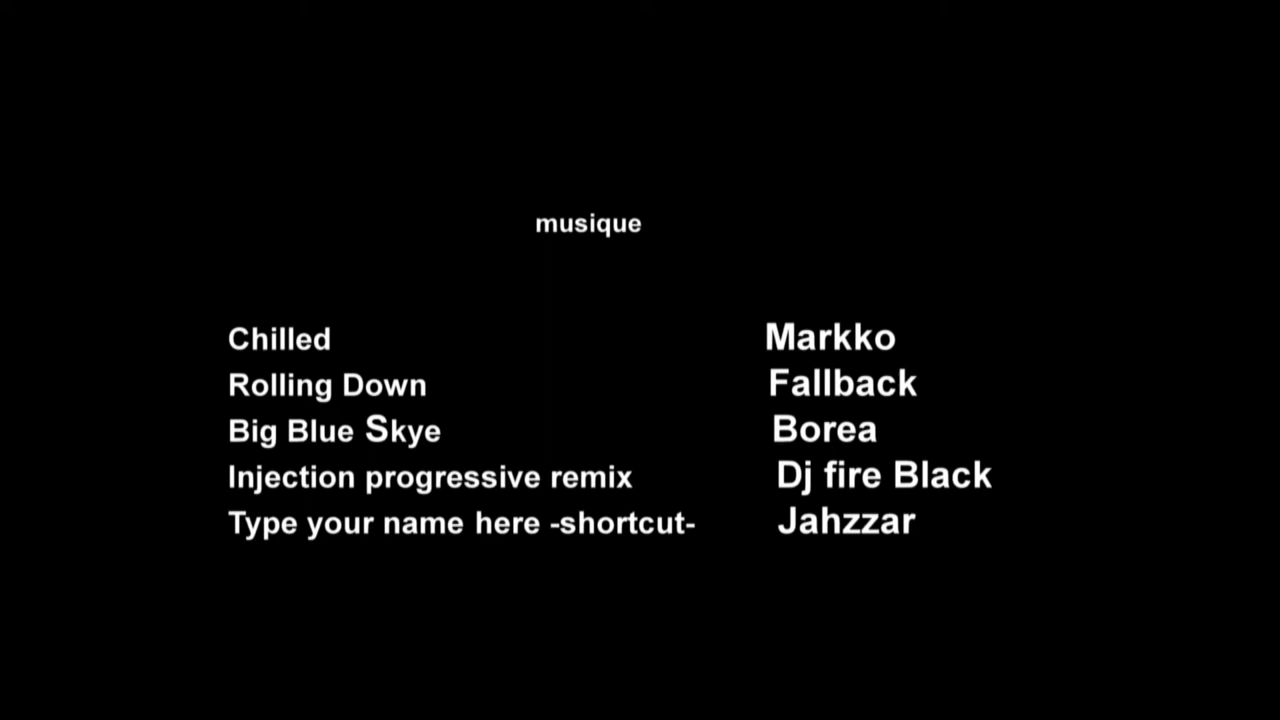 musique
Chilled Markko
Rolling Down Fallback
Big Blue Skye Borea
Injection progressive remix Dj fire Black
Type your name here -shortcut- Jahzzar